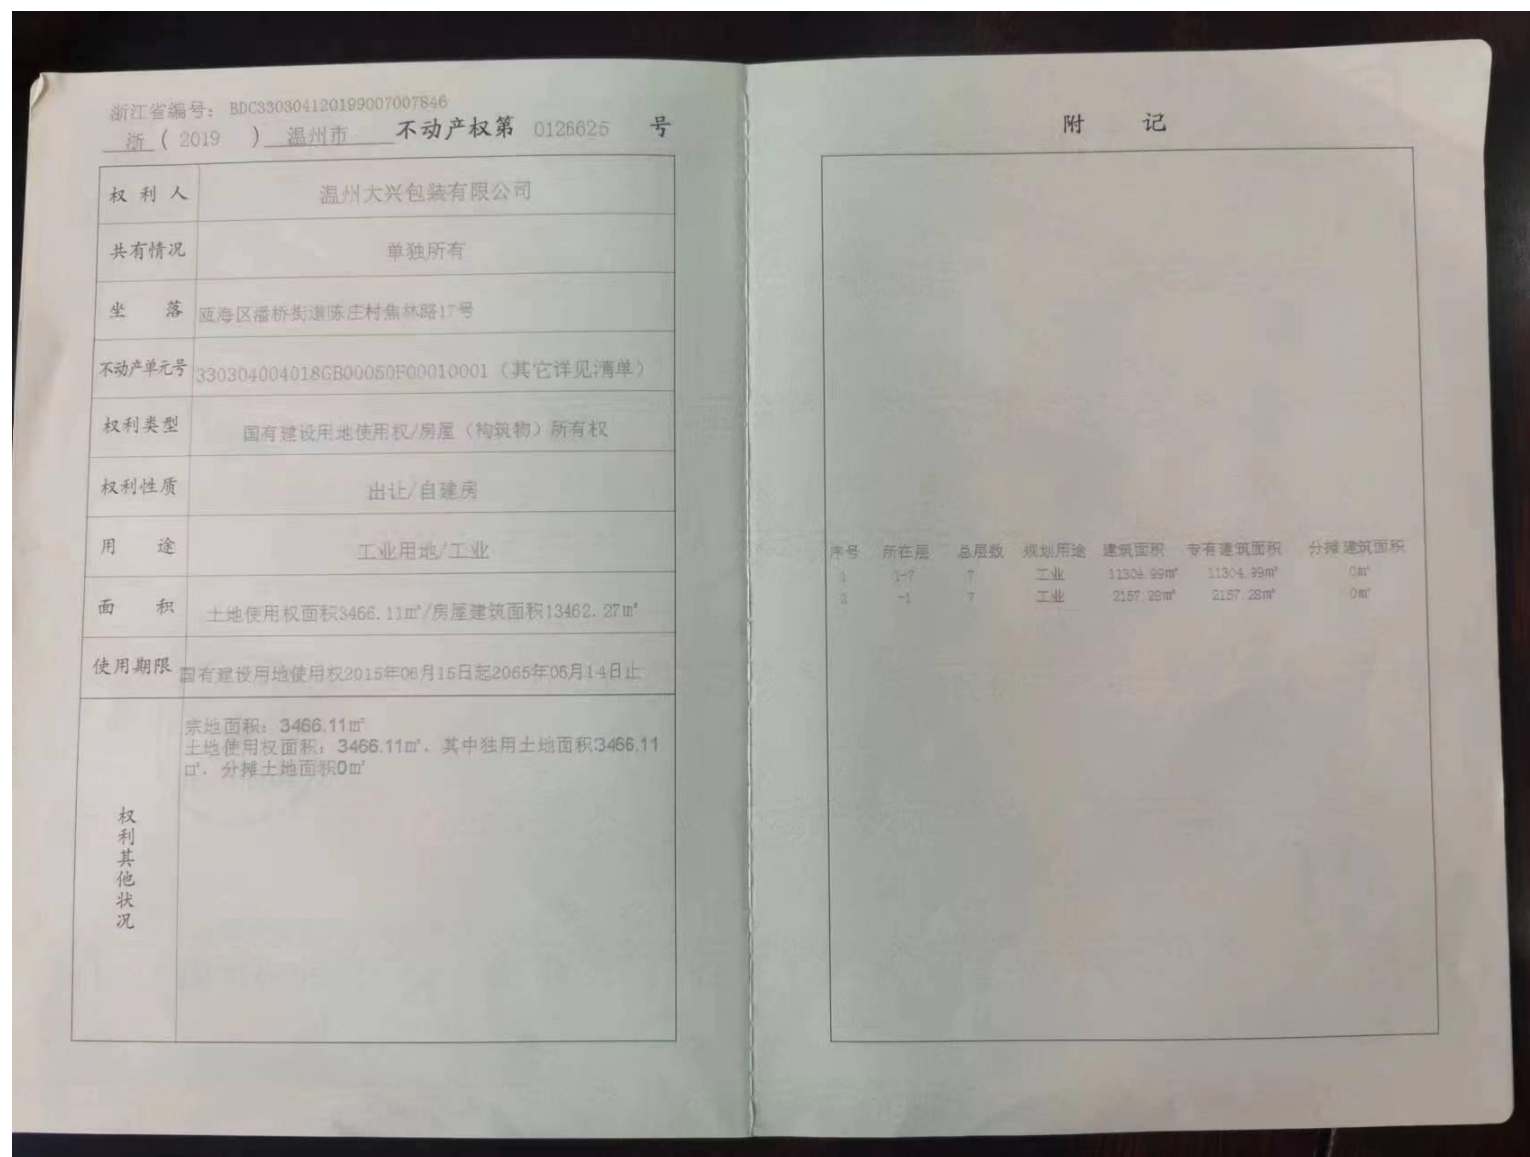 浙江省编号: BDC330304120199007007846
浙 ( 2019 ) 温州市 不动产权第 0126625 号
权利人 温州大兴包装有限公司
共有情况 单独所有
坐落 瓯海区潘桥街道陈庄村焦林路17号
不动产单元号 330304004018GB00050F00010001（其它详见清单）
权利类型 国有建设用地使用权/房屋（构筑物）所有权
权利性质 出让/自建房
用途 工业用地/工业
面积 土地使用权面积3466.11㎡/房屋建筑面积13462.27㎡
使用期限 国有建设用地使用权2015年06月15日起2065年06月14日止
权利其他状况
宗地面积：3466.11㎡
土地使用权面积：3466.11㎡，其中独用土地面积3466.11
㎡，分摊土地面积0㎡
附 记
序号 所在层 总层数 规划用途 建筑面积 专有建筑面积 分摊建筑面积
1 1-7 7 工业 11304.99㎡ 11304.99㎡ 0㎡
2 -1 7 工业 2157.28㎡ 2157.28㎡ 0㎡